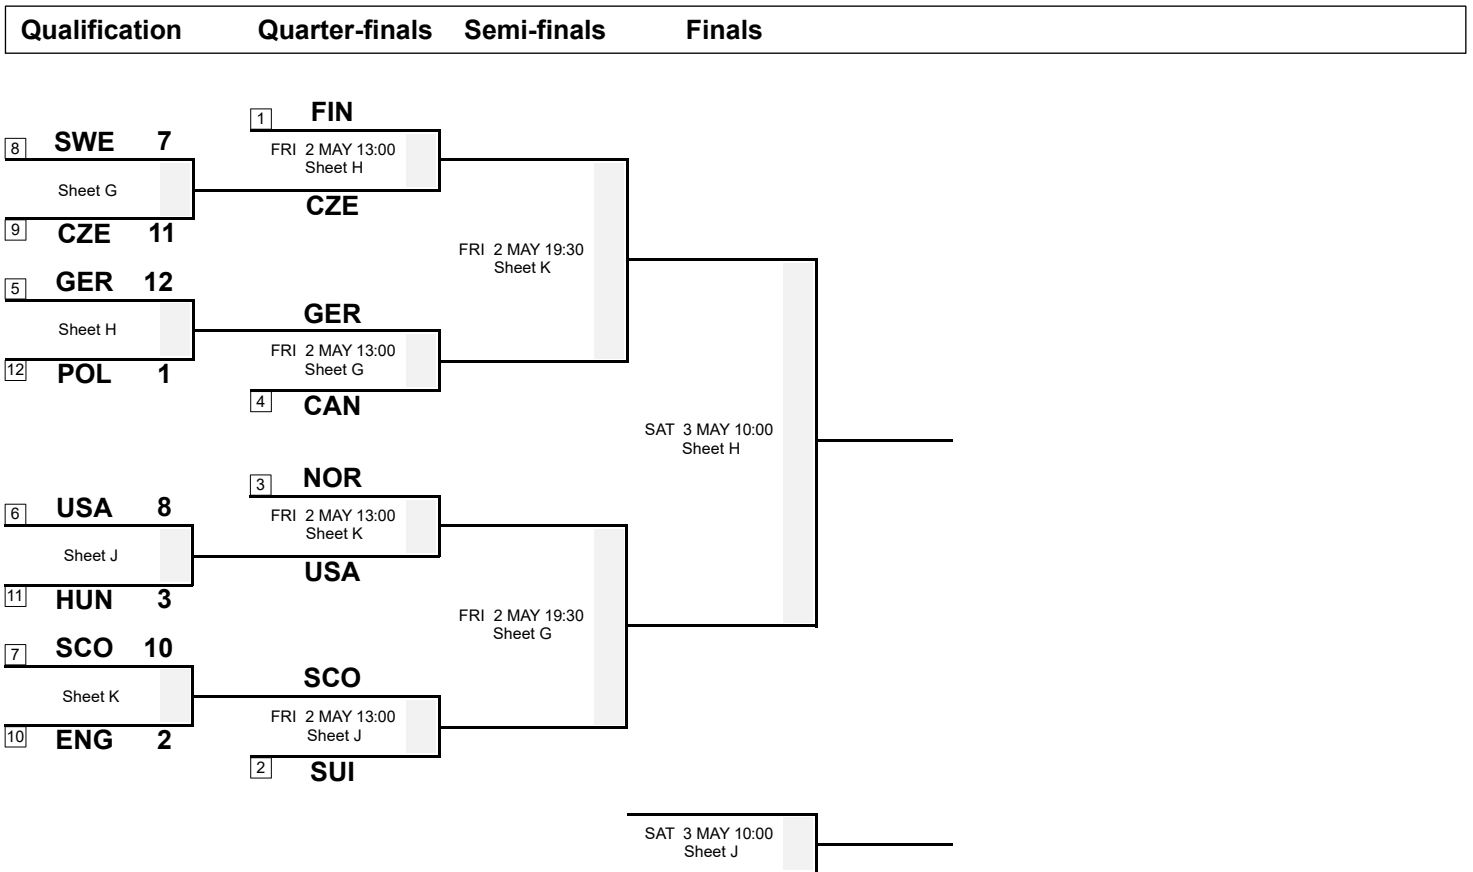 Qualification Quarter-finals Semi-finals Finals
1 FIN
8 SWE 7
FRI 2 MAY 13:00
Sheet H
Sheet G
CZE
9 CZE 11
FRI 2 MAY 19:30
Sheet K
5 GER 12
GER
Sheet H
FRI 2 MAY 13:00
Sheet G
12 POL 1
4 CAN
SAT 3 MAY 10:00
Sheet H
3 NOR
6 USA 8
FRI 2 MAY 13:00
Sheet K
Sheet J
USA
11 HUN 3
FRI 2 MAY 19:30
Sheet G
7 SCO 10
SCO
Sheet K
FRI 2 MAY 13:00
Sheet J
10 ENG 2
2 SUI
SAT 3 MAY 10:00
Sheet J